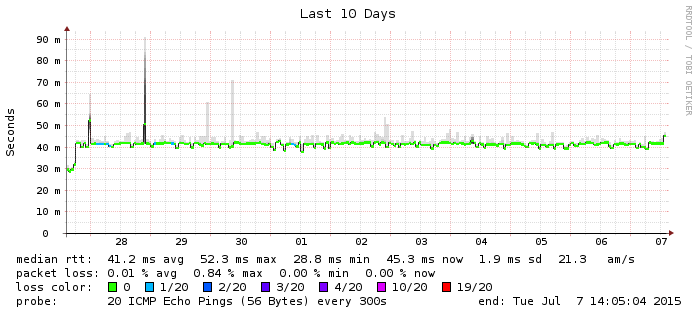 Last 10 Days
RRDTOOL / TOBI OETIKER
Seconds
90 m
80 m
70 m
60 m
50 m
40 m
30 m
20 m
10 m
0
28 29 30 01 02 03 04 05 06 07
median rtt: 41.2 ms avg 52.3 ms max 28.8 ms min 45.3 ms now 1.9 ms sd 21.3 am/s
packet loss: 0.01 % avg 0.84 % max 0.00 % min 0.00 % now
loss color: 0 1/20 2/20 3/20 4/20 10/20 19/20
probe: 20 ICMP Echo Pings (56 Bytes) every 300s end: Tue Jul 7 14:05:04 2015